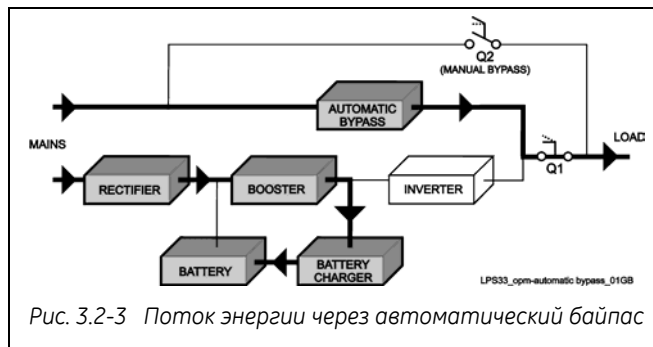 Q2
(MANUAL BYPASS)
AUTOMATIC
BYPASS
LOAD
MAINS
Q1
RECTIFIER
BOOSTER
INVERTER
BATTERY
BATTERY
CHARGER
LPS33_opm-automatic bypass_01GB
Рис. 3.2-3 Поток энергии через автоматический байпас